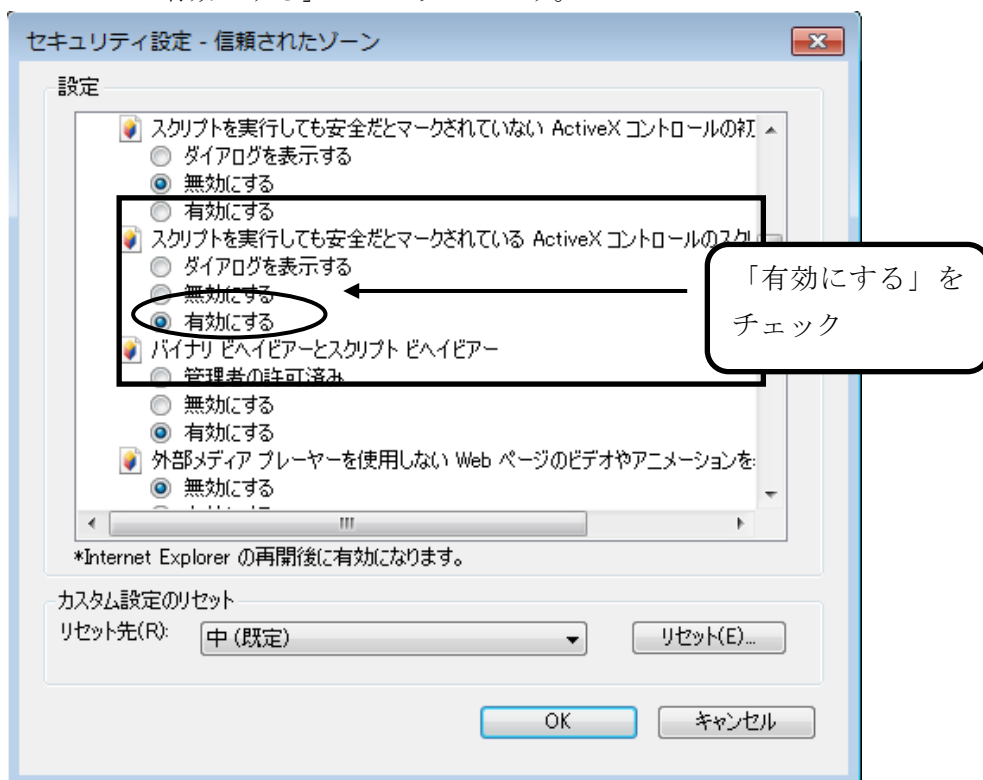 セキュリティ設定 - 信頼されたゾーン
設定
スクリプトを実行しても安全だとマークされていない ActiveX コントロールの初
ダイアログを表示する
無効にする
有効にする
スクリプトを実行しても安全だとマークされている ActiveX コントロールのスクリ
ダイアログを表示する
無効にする
有効にする
「有効にする」を
チェック
バイナリ ビヘイビアーとスクリプト ビヘイビアー
管理者の許可済み
無効にする
有効にする
外部メディア プレーヤーを使用しない Web ページのビデオやアニメーションを
無効にする
*Internet Explorer の再開後に有効になります。
カスタム設定のリセット
リセット先(R):
中 (既定)
リセット(E)...
OK
キャンセル